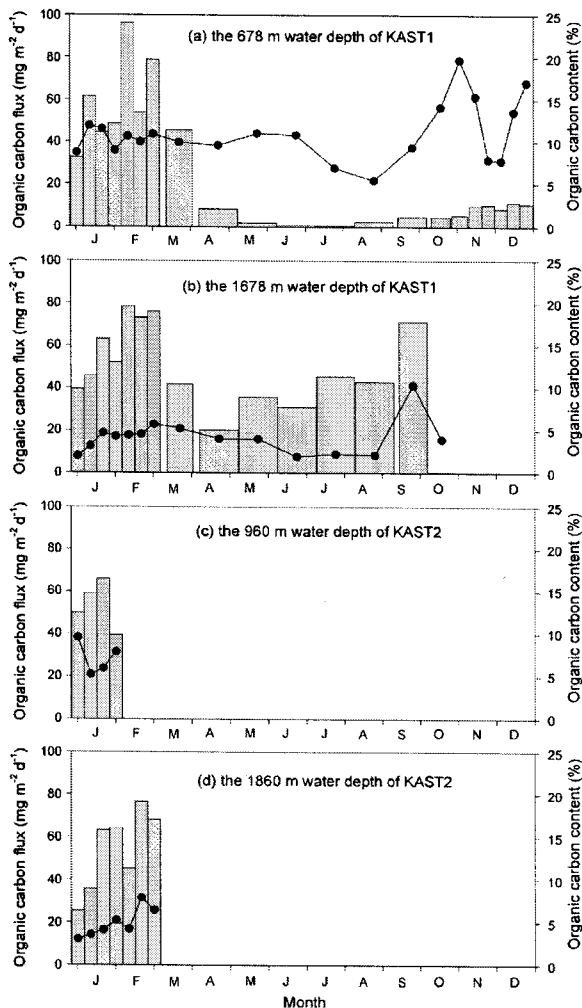 (a) the 678 m water depth of KAST1
Organic carbon flux (mg m⁻² d⁻¹)
100
80
60
40
20
0
Organic carbon content (%)
25
20
15
10
5
0
J F M A M J J A S O N D
(b) the 1678 m water depth of KAST1
Organic carbon flux (mg m⁻² d⁻¹)
100
80
60
40
20
0
Organic carbon content (%)
25
20
15
10
5
0
J F M A M J J A S O N D
(c) the 960 m water depth of KAST2
Organic carbon flux (mg m⁻² d⁻¹)
100
80
60
40
20
0
Organic carbon content (%)
25
20
15
10
5
0
J F M A M J J A S O N D
(d) the 1860 m water depth of KAST2
Organic carbon flux (mg m⁻² d⁻¹)
100
80
60
40
20
0
Organic carbon content (%)
25
20
15
10
5
0
J F M A M J J A S O N D
Month